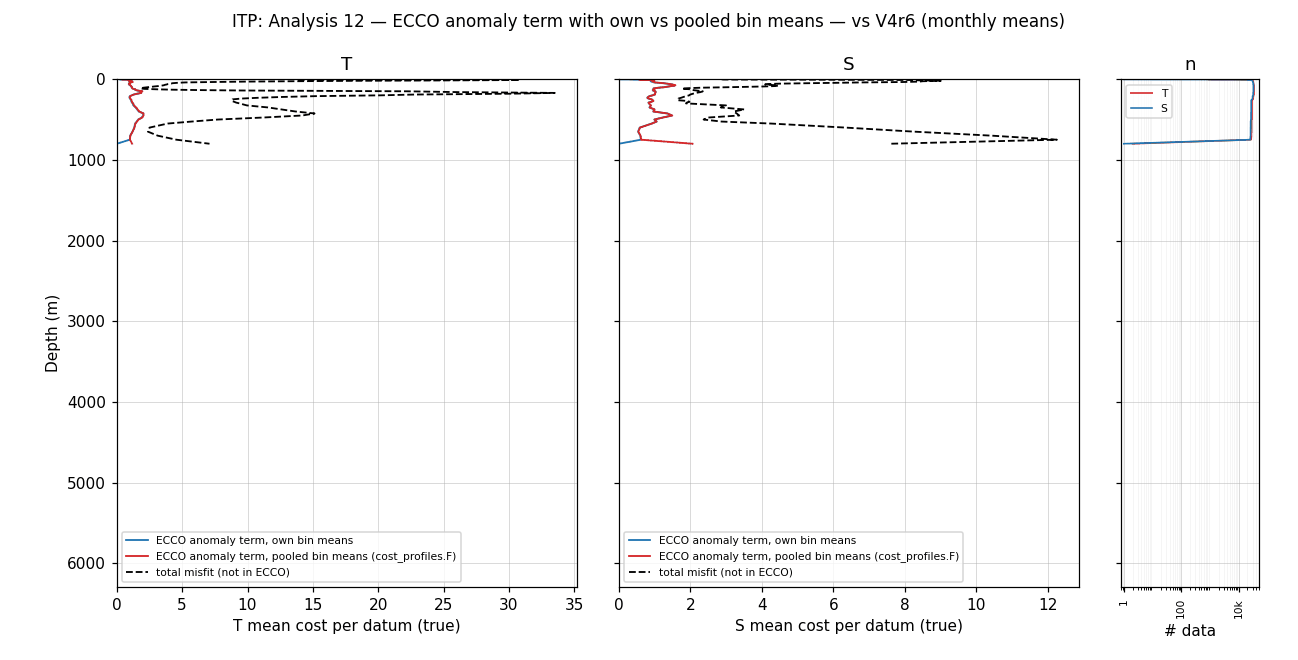 ITP: Analysis 12 — ECCO anomaly term with own vs pooled bin means — vs V4r6 (monthly means)
T
S
n
0
1000
2000
3000
4000
5000
6000
Depth (m)
ECCO anomaly term, own bin means
ECCO anomaly term, pooled bin means (cost_profiles.F)
total misfit (not in ECCO)
0 5 10 15 20 25 30 35
T mean cost per datum (true)
ECCO anomaly term, own bin means
ECCO anomaly term, pooled bin means (cost_profiles.F)
total misfit (not in ECCO)
0 2 4 6 8 10 12
S mean cost per datum (true)
T
S
1 100 10k
# data